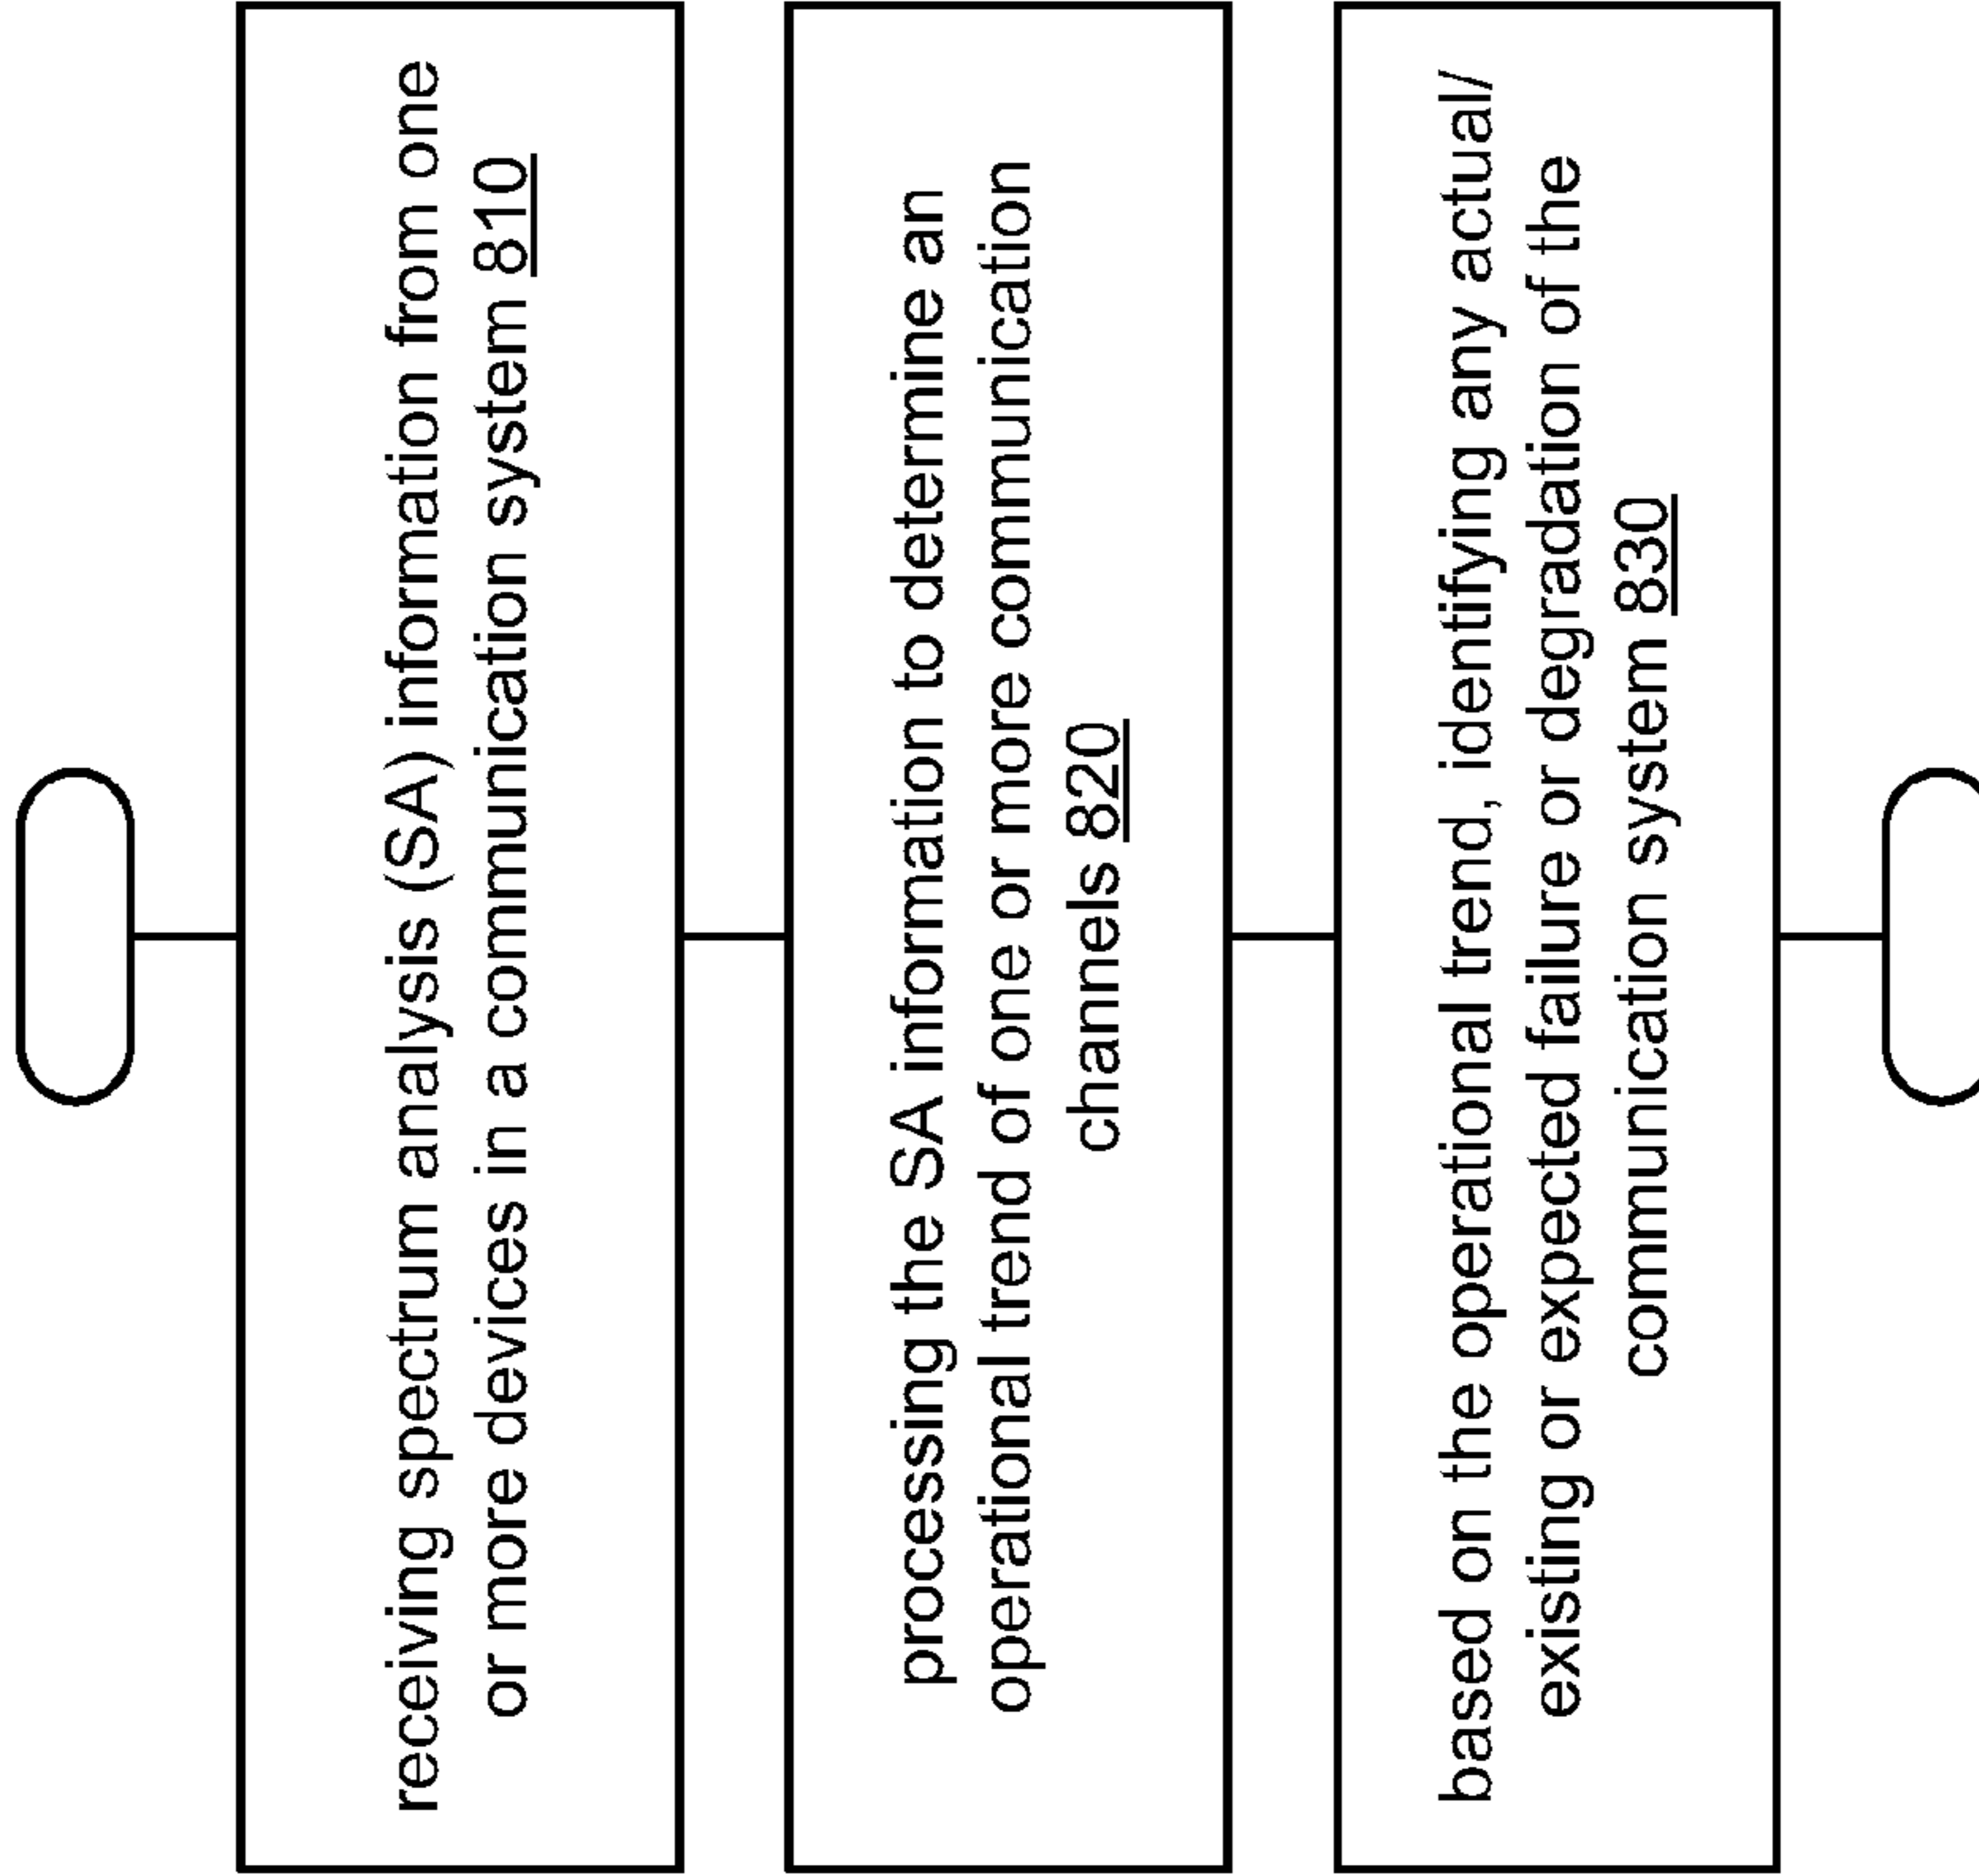 receiving spectrum analysis (SA) information from one
or more devices in a communication system 810
processing the SA information to determine an
operational trend of one or more communication
channels 820
based on the operational trend, identifying any actual/
existing or expected failure or degradation of the
communication system 830